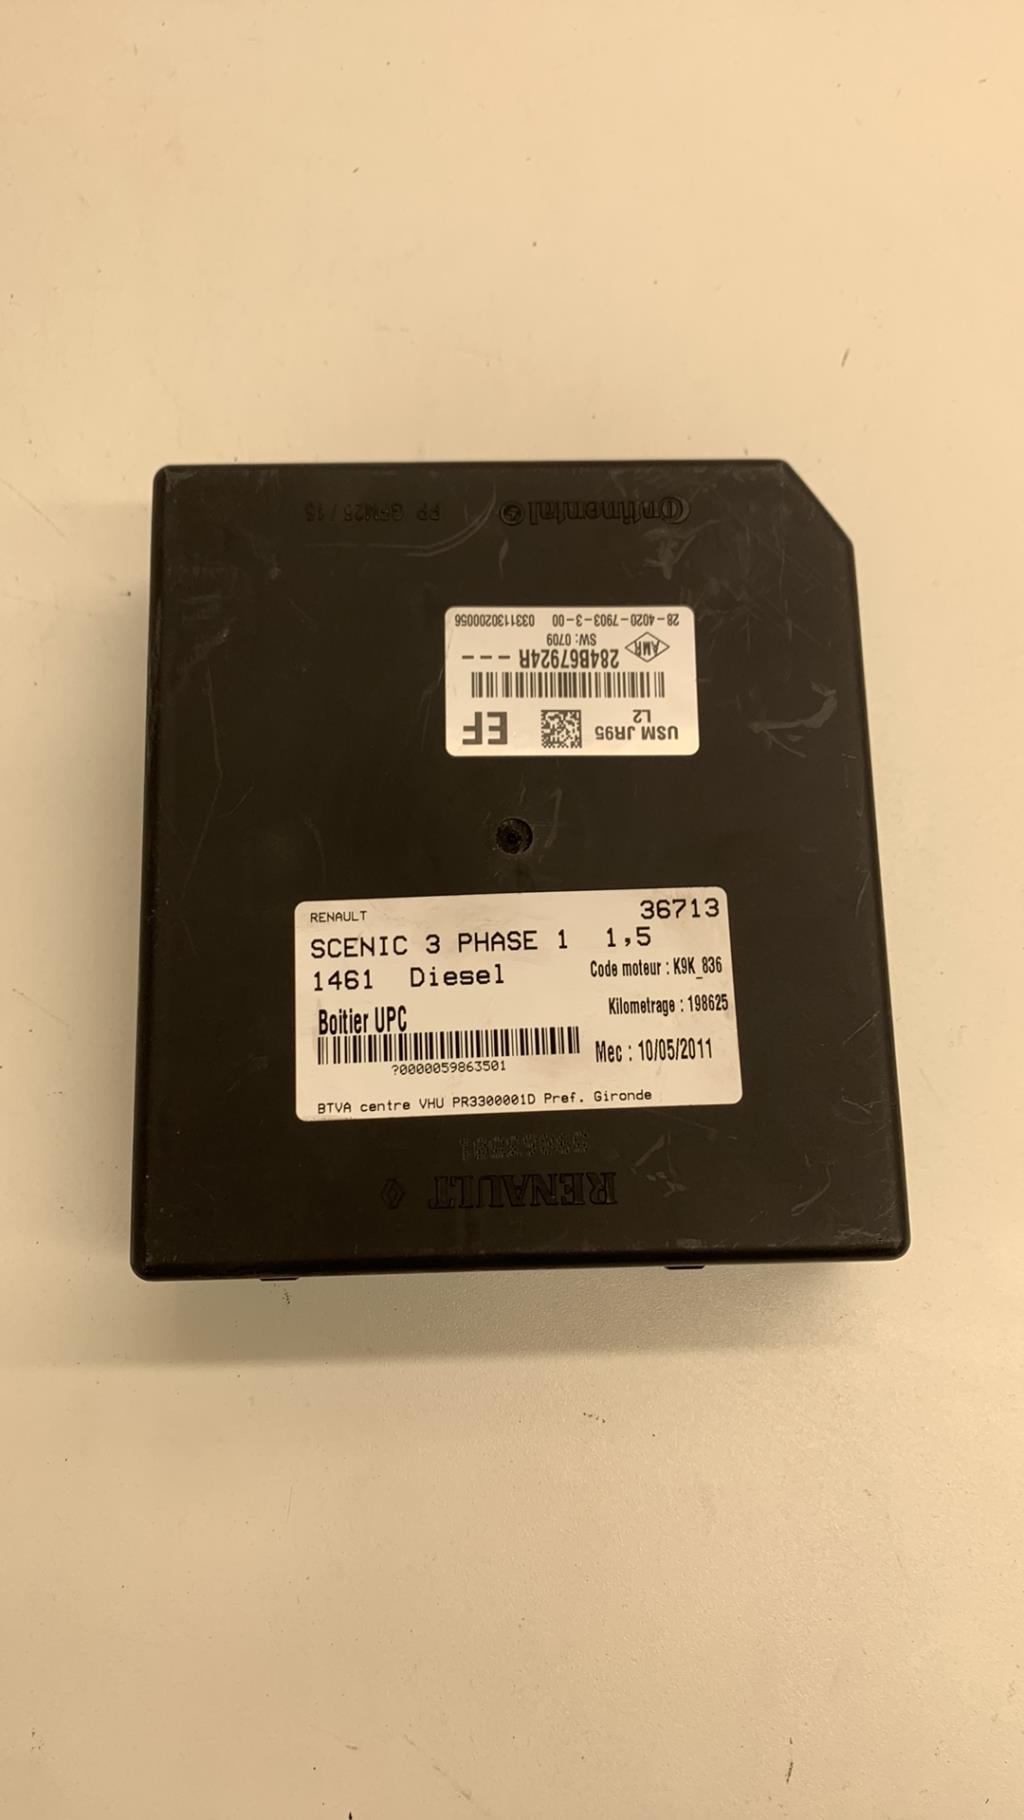 Continental
PP GFM25/15
USM JR95
L2
EF
284B67924R ---
AMR
SW: 0709
28-4020-7903-3-00 0331130200056
RENAULT
36713
SCENIC 3 PHASE 1 1,5
1461 Diesel
Code moteur : K9K_836
Boitier UPC
Kilometrage : 198625
?0000059863501
Mec : 10/05/2011
BTVA centre VHU PR3300001D Pref. Gironde
RENAULT